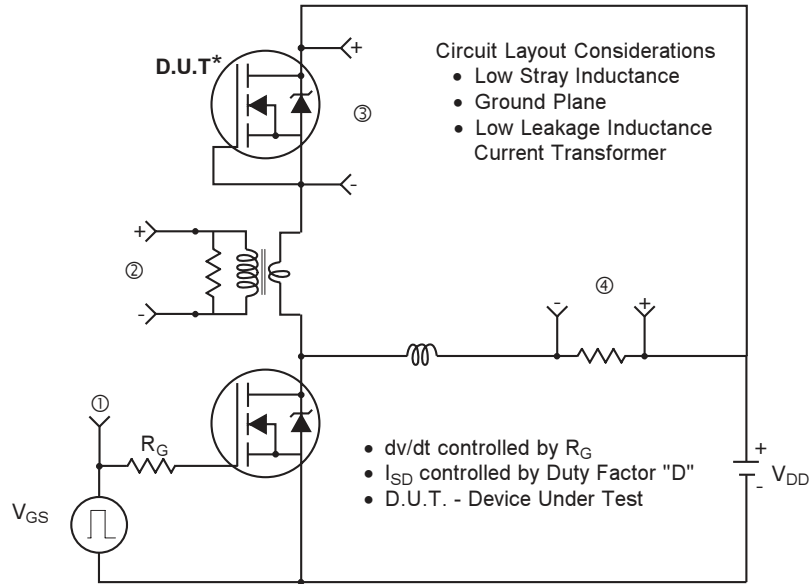 D.U.T*
+
-
③
Circuit Layout Considerations
• Low Stray Inductance
• Ground Plane
• Low Leakage Inductance
Current Transformer
+
②
-
④
-
+
①
RG
VGS
• dv/dt controlled by RG
• ISD controlled by Duty Factor "D"
• D.U.T. - Device Under Test
+
-
VDD